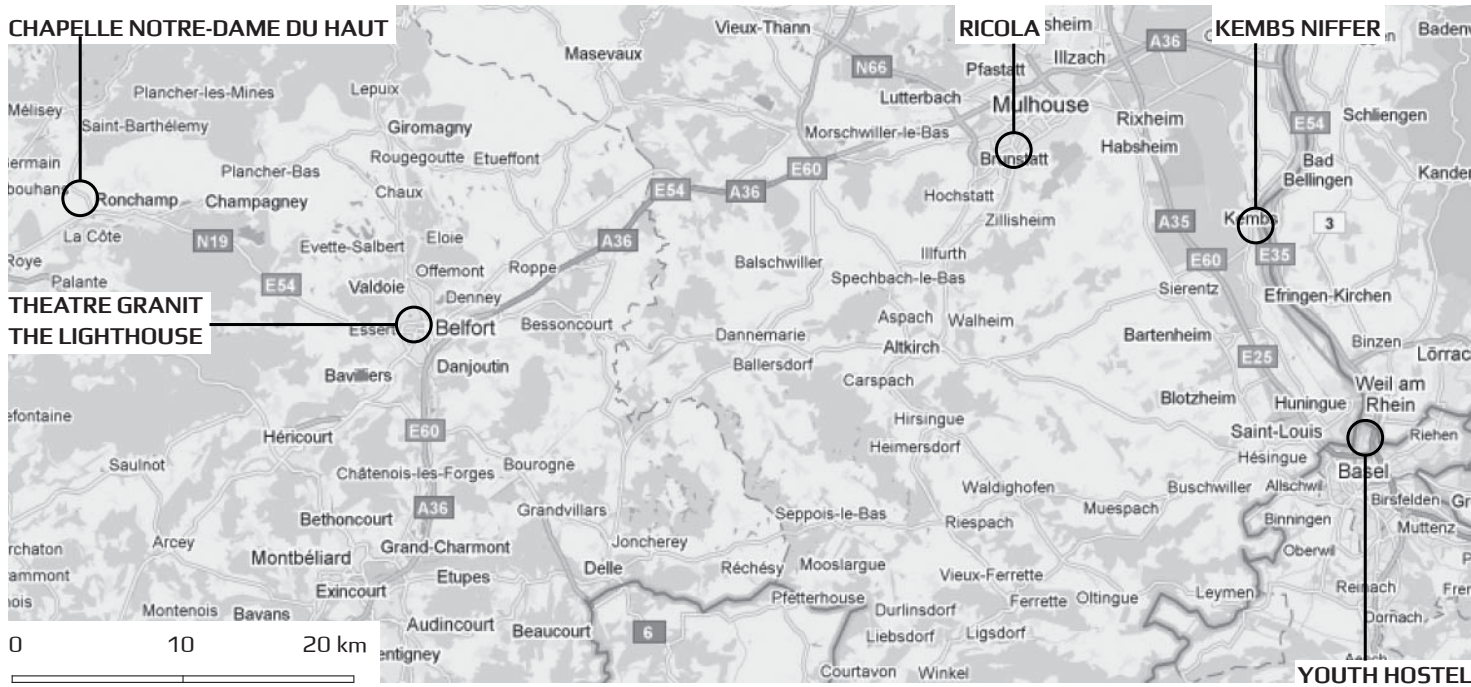 CHAPELLE NOTRE-DAME DU HAUT
RICOLA
KEMBS NIFFER
Vieux-Thann
A36
Masevaux
Illzach
N66
Pfastatt
Plancher-les-Mines
Lepuix
Lutterbach
Mulhouse
Mélisey
Saint-Barthélemy
Giromagny
Morschwiller-le-Bas
Rixheim
E54
Schliengen
Rougegoutte
Etueffont
Brunstatt
Habsheim
Bad
Bellingen
Plancher-Bas
E60
Chaux
E54
A36
Hochstatt
Ronchamp
Champagney
Zillisheim
A35
Kembs
3
La Côte
N19
Evette-Salbert
Eloie
A36
Illfurth
E60
E35
Roye
Palante
E54
Valdoie
Offemont
Roppe
Balschwiller
Spechbach-le-Bas
Sierentz
Efringen-Kirchen
THEATRE GRANIT
THE LIGHTHOUSE
Denney
Belfort
Bessoncourt
Dannemarie
Aspach
Walheim
Bartenheim
Binzen
Altkirch
E25
Bavilliers
Danjoutin
Ballersdorf
Carspach
Weil am
Rhein
Blotzheim
Huningue
Hirsingue
Héricourt
E60
Heimersdorf
Saint-Louis
Riehen
Hésingue
Saulnot
Châtenois-les-Forges
Bourogne
Basel
Waldighofen
Buschwiller
Allschwil
Birsfelden
A36
Grandvillars
Seppois-le-Bas
Riespach
Muespach
Bethoncourt
Binningen
Muttenz
Arcey
Montbéliard
Grand-Charmont
Joncherey
Oberwil
Exincourt
Etupes
Delle
Réchésy
Mooslargue
Vieux-Ferrette
Leymen
Reinach
Pfetterhouse
Ferrette
Oltingue
Montenois
Bavans
Durlinsdorf
Dornach
Audincourt
Beaucourt
6
Liebsdorf
Ligsdorf
0 10 20 km
Courtavon
Winkel
YOUTH HOSTEL